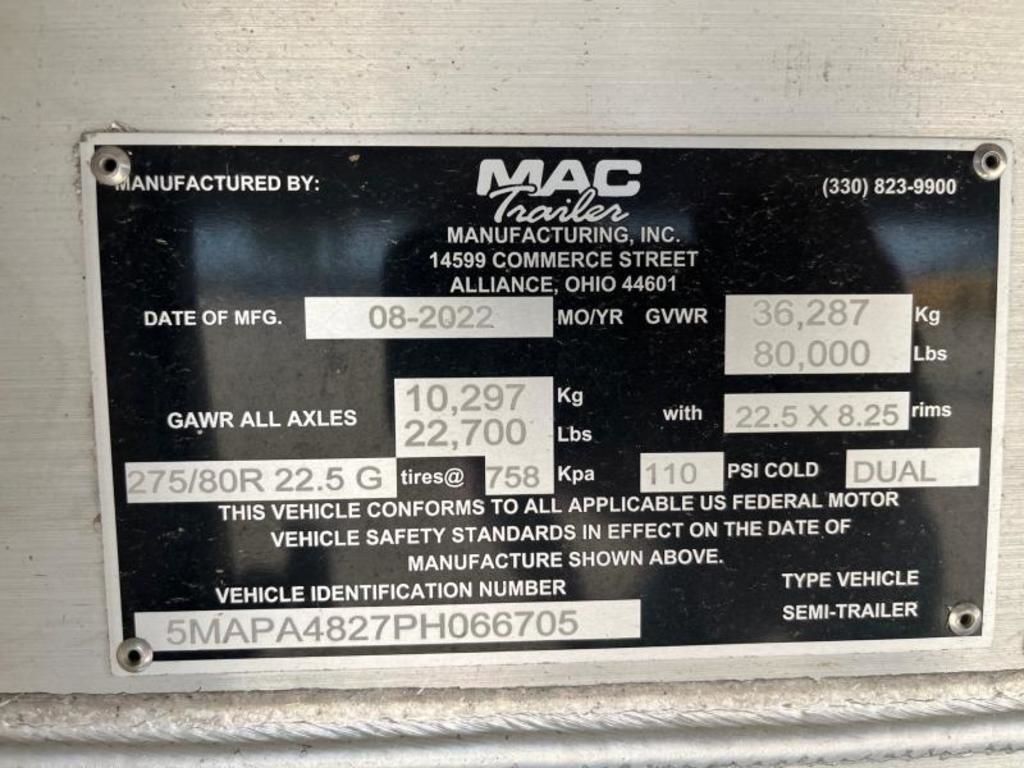 MANUFACTURED BY:
MAC
Trailer
(330) 823-9900
MANUFACTURING, INC.
14599 COMMERCE STREET
ALLIANCE, OHIO 44601
DATE OF MFG. 08-2022 MO/YR GVWR 36,287 Kg
80,000 Lbs
GAWR ALL AXLES 10,297 Kg
22,700 Lbs
with 22.5 X 8.25 rims
275/80R 22.5 G tires@ 758 Kpa 110 PSI COLD DUAL
THIS VEHICLE CONFORMS TO ALL APPLICABLE US FEDERAL MOTOR
VEHICLE SAFETY STANDARDS IN EFFECT ON THE DATE OF
MANUFACTURE SHOWN ABOVE.
VEHICLE IDENTIFICATION NUMBER
5MAPA4827PH066705
TYPE VEHICLE
SEMI-TRAILER